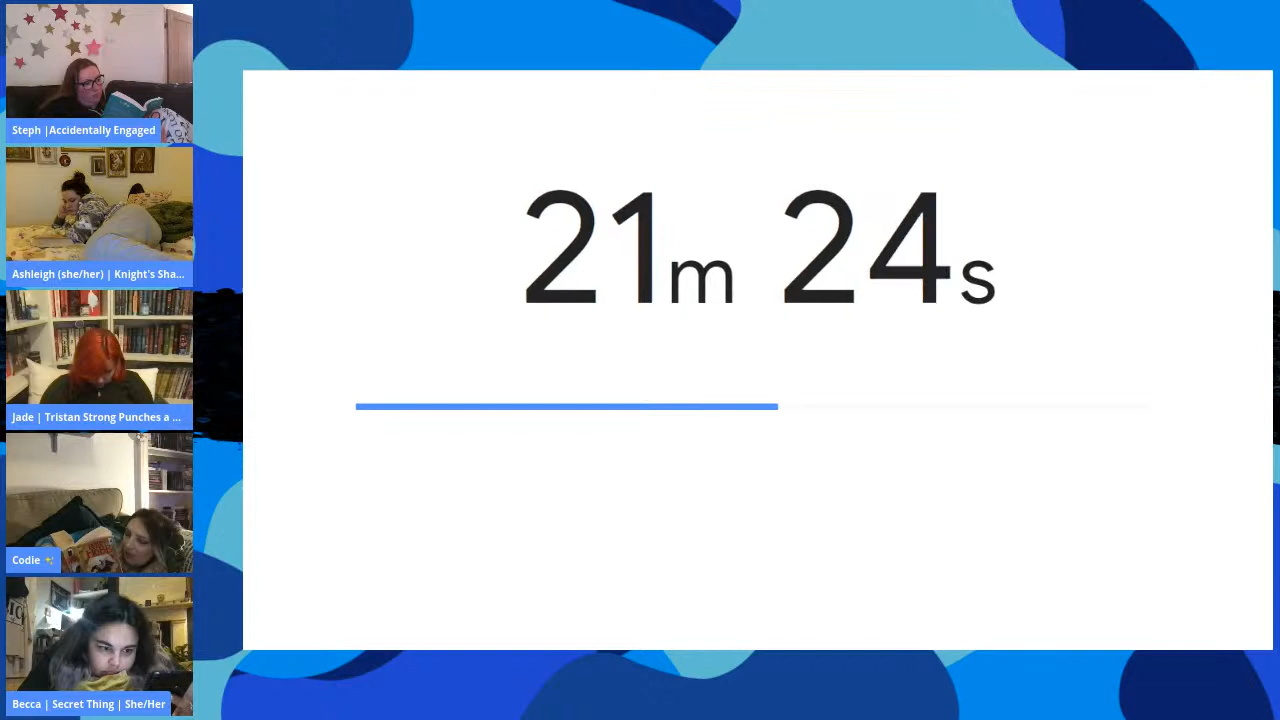 Steph |Accidentally Engaged
Ashleigh (she/her) | Knight's Sha...
Jade | Tristan Strong Punches a ...
Codie ✨
Becca | Secret Thing | She/Her
21m 24s